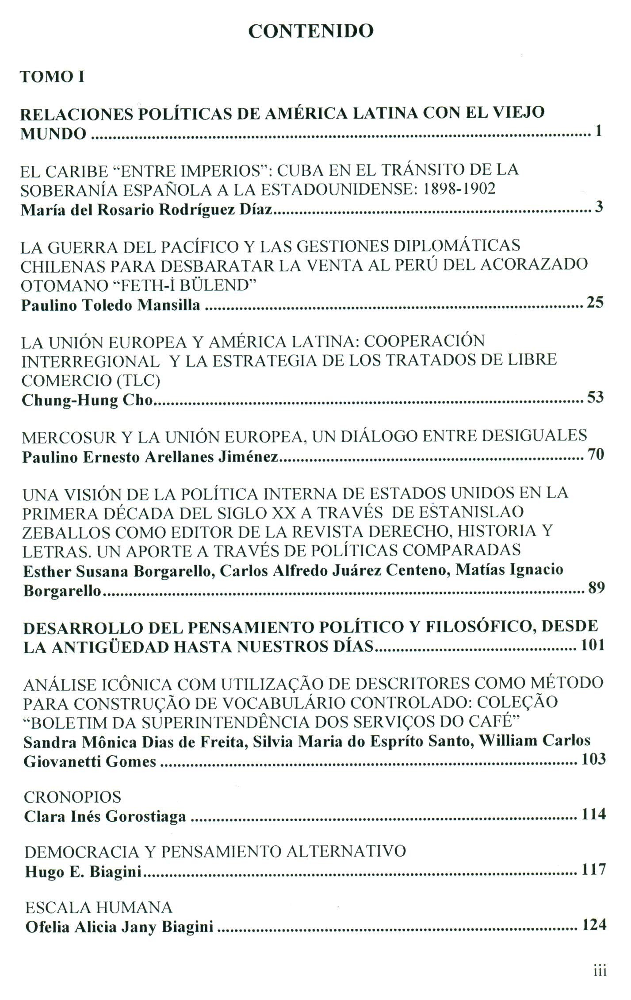 CONTENIDO
TOMO I
RELACIONES POLÍTICAS DE AMÉRICA LATINA CON EL VIEJO
MUNDO ........................................................................................................ 1
EL CARIBE “ENTRE IMPERIOS”: CUBA EN EL TRÁNSITO DE LA
SOBERANÍA ESPAÑOLA A LA ESTADOUNIDENSE: 1898-1902
María del Rosario Rodríguez Díaz.................................................................. 3
LA GUERRA DEL PACÍFICO Y LAS GESTIONES DIPLOMÁTICAS
CHILENAS PARA DESBARATAR LA VENTA AL PERÚ DEL ACORAZADO
OTOMANO “FETH-İ BÜLEND”
Paulino Toledo Mansilla ............................................................................... 25
LA UNIÓN EUROPEA Y AMÉRICA LATINA: COOPERACIÓN
INTERREGIONAL Y LA ESTRATEGIA DE LOS TRATADOS DE LIBRE
COMERCIO (TLC)
Chung-Hung Cho......................................................................................... 53
MERCOSUR Y LA UNIÓN EUROPEA, UN DIÁLOGO ENTRE DESIGUALES
Paulino Ernesto Arellanes Jiménez............................................................... 70
UNA VISIÓN DE LA POLÍTICA INTERNA DE ESTADOS UNIDOS EN LA
PRIMERA DÉCADA DEL SIGLO XX A TRAVÉS DE ESTANISLAO
ZEBALLOS COMO EDITOR DE LA REVISTA DERECHO, HISTORIA Y
LETRAS. UN APORTE A TRAVÉS DE POLÍTICAS COMPARADAS
Esther Susana Borgarello, Carlos Alfredo Juárez Centeno, Matías Ignacio
Borgarello.................................................................................................... 89
DESARROLLO DEL PENSAMIENTO POLÍTICO Y FILOSÓFICO, DESDE
LA ANTIGÜEDAD HASTA NUESTROS DÍAS.......................................... 101
ANÁLISE ICÔNICA COM UTILIZAÇÃO DE DESCRITORES COMO MÉTODO
PARA CONSTRUÇÃO DE VOCABULÁRIO CONTROLADO: COLEÇÃO
“BOLETIM DA SUPERINTENDÊNCIA DOS SERVIÇOS DO CAFÉ”
Sandra Mônica Dias de Freita, Silvia Maria do Espríto Santo, William Carlos
Giovanetti Gomes ...................................................................................... 103
CRONOPIOS
Clara Inés Gorostiaga ................................................................................ 114
DEMOCRACIA Y PENSAMIENTO ALTERNATIVO
Hugo E. Biagini.......................................................................................... 117
ESCALA HUMANA
Ofelia Alicia Jany Biagini ........................................................................... 124
iii